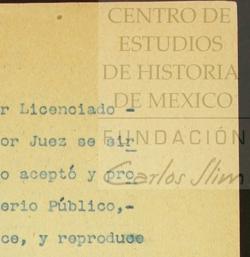 CENTRO DE
ESTUDIOS
DE HISTORIA
DE MEXICO
FUNDACIÓN
Carlos Slim
r Licenciado -
or Juez se sir
o aceptó y pro
erio Público,-
ce, y reproduce